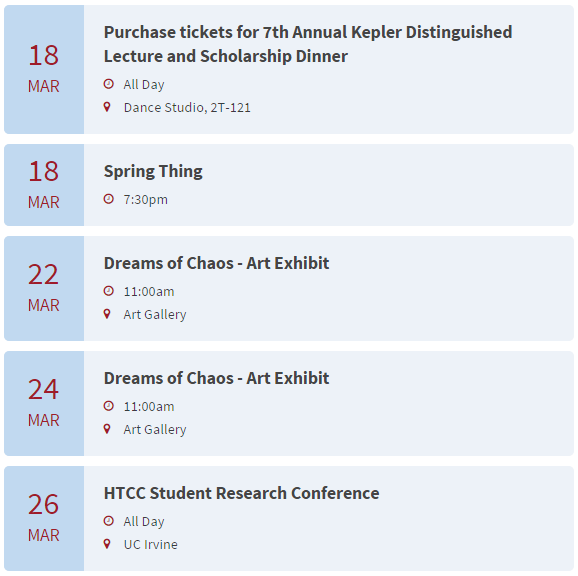 18
MAR
Purchase tickets for 7th Annual Kepler Distinguished
Lecture and Scholarship Dinner
All Day
Dance Studio, 2T-121
18
MAR
Spring Thing
7:30pm
22
MAR
Dreams of Chaos - Art Exhibit
11:00am
Art Gallery
24
MAR
Dreams of Chaos - Art Exhibit
11:00am
Art Gallery
26
MAR
HTCC Student Research Conference
All Day
UC Irvine